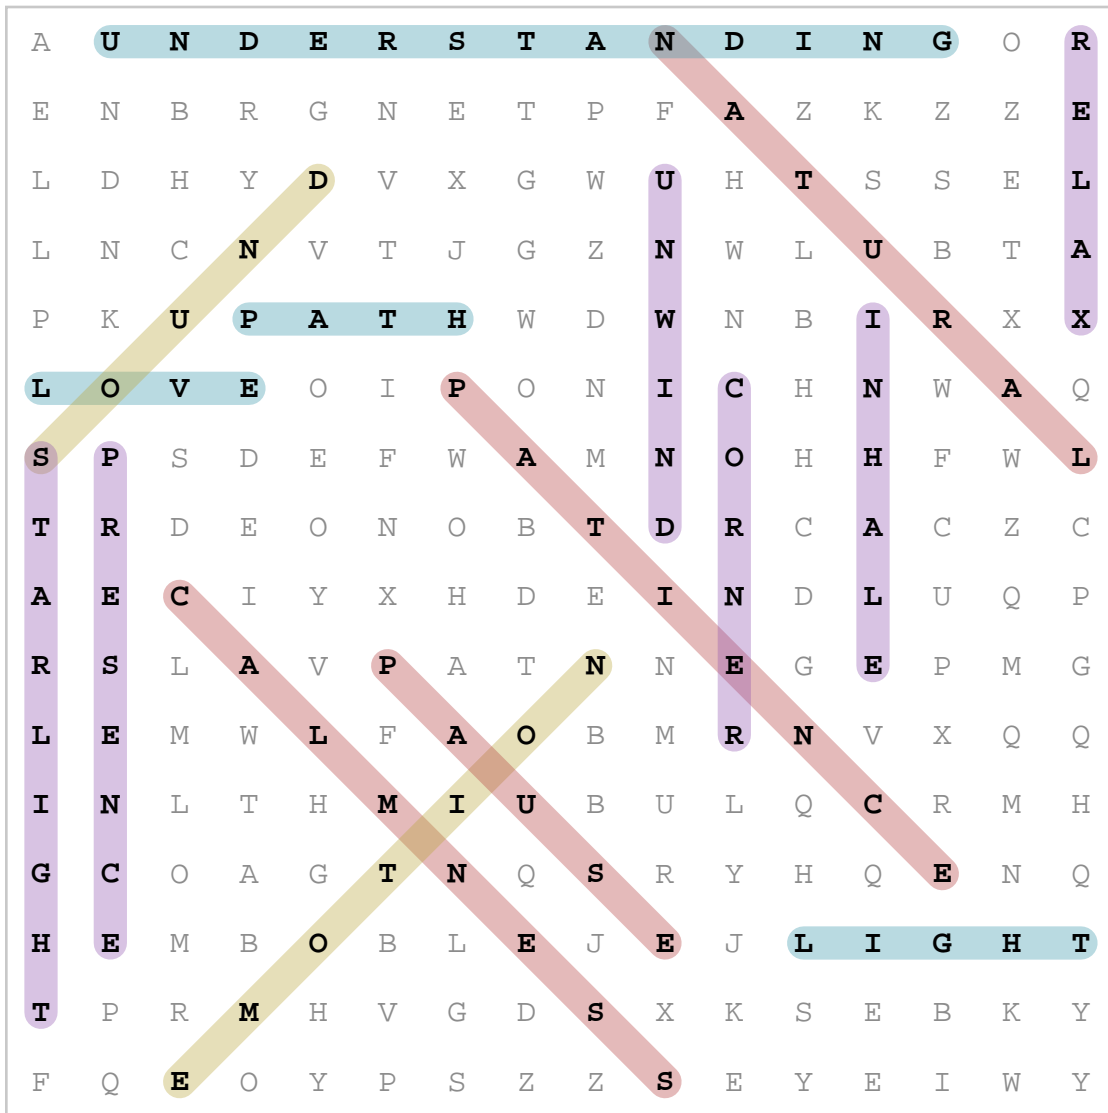 A U N D E R S T A N D I N G O R
E N B R G N E T P F A Z K Z Z E
L D H Y D V X G W U H T S S E L
L N C N V T J G Z N W L U B T A
P K U P A T H W D W N B I R X X
L O V E O I P O N I C H N W A Q
S P S D E F W A M N O H H F W L
T R D E O N O B T D R C A C Z C
A E C I Y X H D E I N D L U Q P
R S L A V P A T N N E G E P M G
L E M W L F A O B M R N V X Q Q
I N L T H M I U B U L Q C R M H
G C O A G T N Q S R Y H Q E N Q
H E M B O B L E J E J L I G H T
T P R M H V G D S X K S E B K Y
F Q E O Y P S Z Z S E Y E I W Y